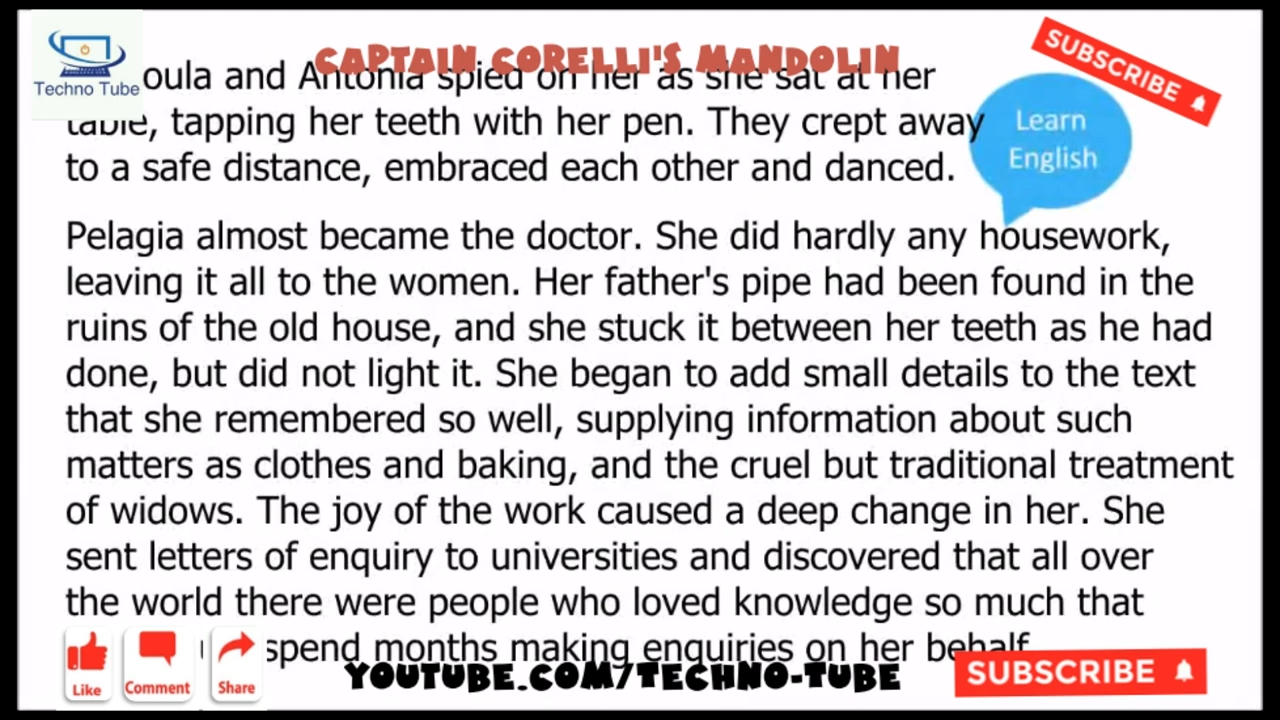 CAPTAIN CORELLI'S MANDOLIN
SUBSCRIBE
Techno Tube
oula and Antonia spied on her as she sat at her
table, tapping her teeth with her pen. They crept away
to a safe distance, embraced each other and danced.
Learn
English
Pelagia almost became the doctor. She did hardly any housework,
leaving it all to the women. Her father's pipe had been found in the
ruins of the old house, and she stuck it between her teeth as he had
done, but did not light it. She began to add small details to the text
that she remembered so well, supplying information about such
matters as clothes and baking, and the cruel but traditional treatment
of widows. The joy of the work caused a deep change in her. She
sent letters of enquiry to universities and discovered that all over
the world there were people who loved knowledge so much that
spend months making enquiries on her behalf
Like
Comment
Share
YOUTUBE.COM/TECHNO-TUBE
SUBSCRIBE